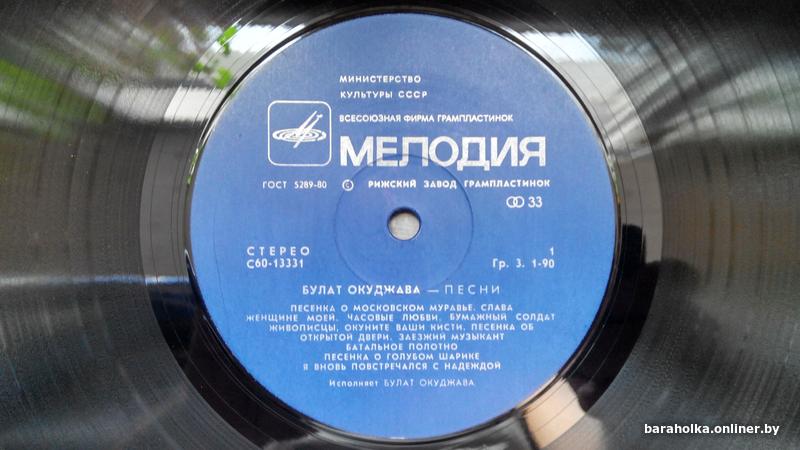 МИНИСТЕРСТВО
КУЛЬТУРЫ СССР
ВСЕСОЮЗНАЯ ФИРМА ГРАМПЛАСТИНОК
МЕЛОДИЯ
ГОСТ 5289-80 © РИЖСКИЙ ЗАВОД ГРАМПЛАСТИНОК
33
СТЕРЕО 1
С60-13331 Гр. 3. 1-90
БУЛАТ ОКУДЖАВА — ПЕСНИ
ПЕСЕНКА О МОСКОВСКОМ МУРАВЬЕ. СЛАВА
ЖЕНЩИНЕ МОЕЙ. ЧАСОВЫЕ ЛЮБВИ. БУМАЖНЫЙ СОЛДАТ
ЖИВОПИСЦЫ, ОКУНИТЕ ВАШИ КИСТИ. ПЕСЕНКА ОБ
ОТКРЫТОЙ ДВЕРИ. ЗАЕЗЖИЙ МУЗЫКАНТ
БАТАЛЬНОЕ ПОЛОТНО
ПЕСЕНКА О ГОЛУБОМ ШАРИКЕ
Я ВНОВЬ ПОВСТРЕЧАЛСЯ С НАДЕЖДОЙ
Исполняет БУЛАТ ОКУДЖАВА
baraholka.onliner.by